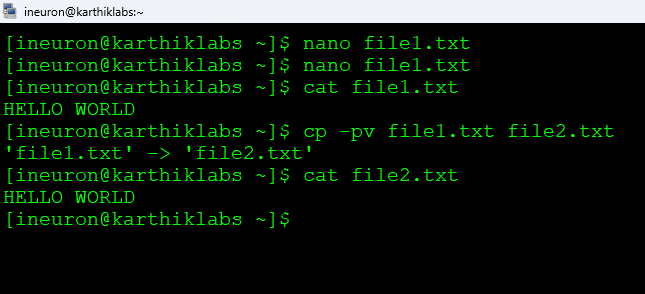 ineuron@karthiklabs:~
[ineuron@karthiklabs ~]$ nano file1.txt
[ineuron@karthiklabs ~]$ nano file1.txt
[ineuron@karthiklabs ~]$ cat file1.txt
HELLO WORLD
[ineuron@karthiklabs ~]$ cp -pv file1.txt file2.txt
'file1.txt' -> 'file2.txt'
[ineuron@karthiklabs ~]$ cat file2.txt
HELLO WORLD
[ineuron@karthiklabs ~]$